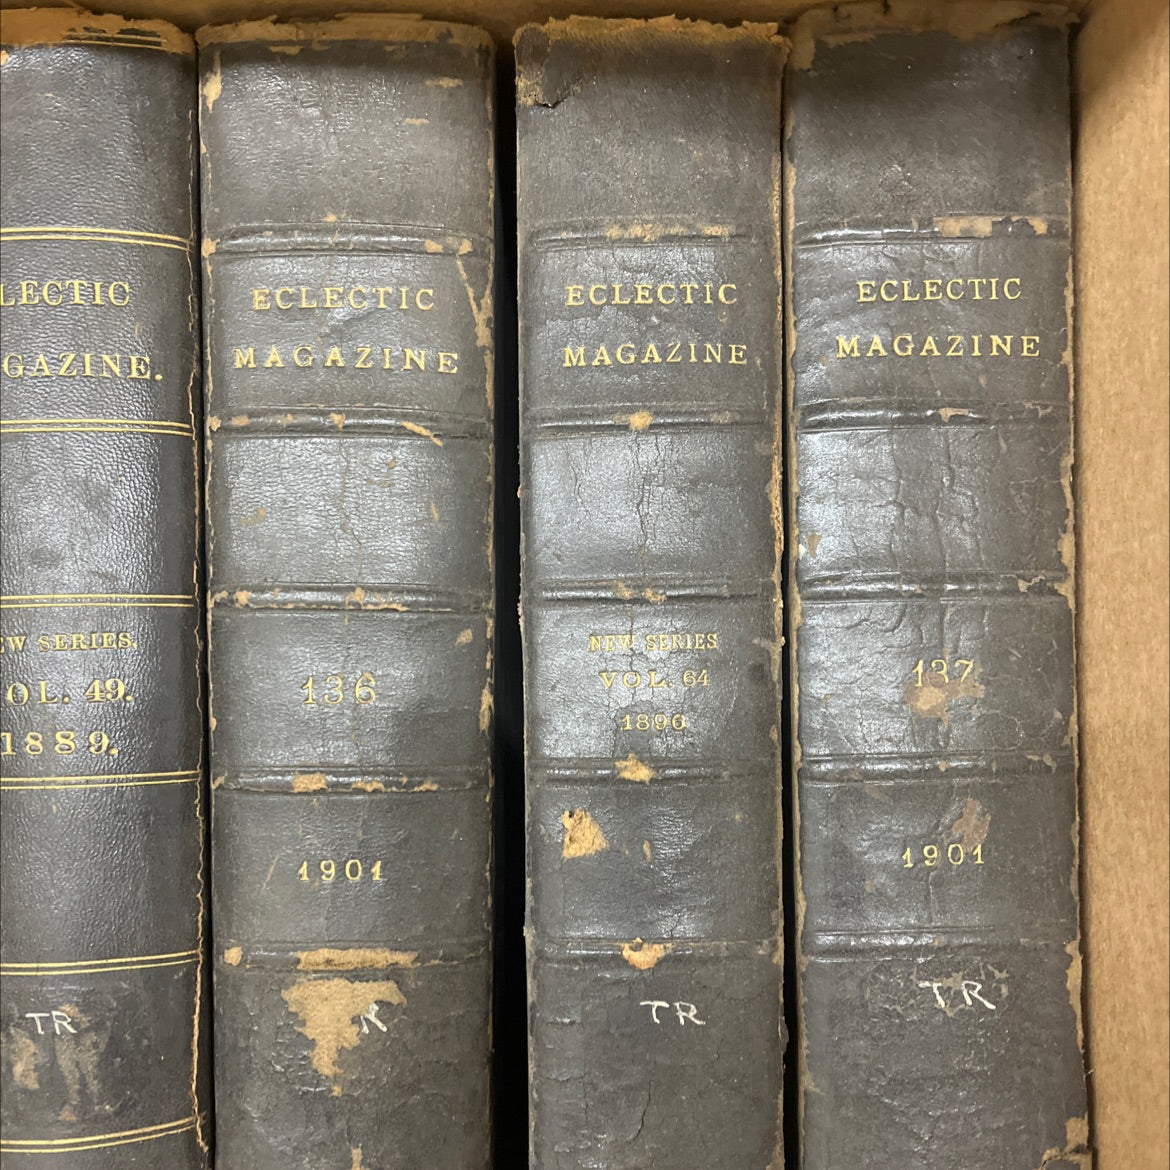 LECTIC
GAZINE.
EW SERIES,
OL. 49.
1889.
TR
ECLECTIC
MAGAZINE
136
1901
R
ECLECTIC
MAGAZINE
NEW SERIES
VOL. 64
1896
TR
ECLECTIC
MAGAZINE
137
1901
TR